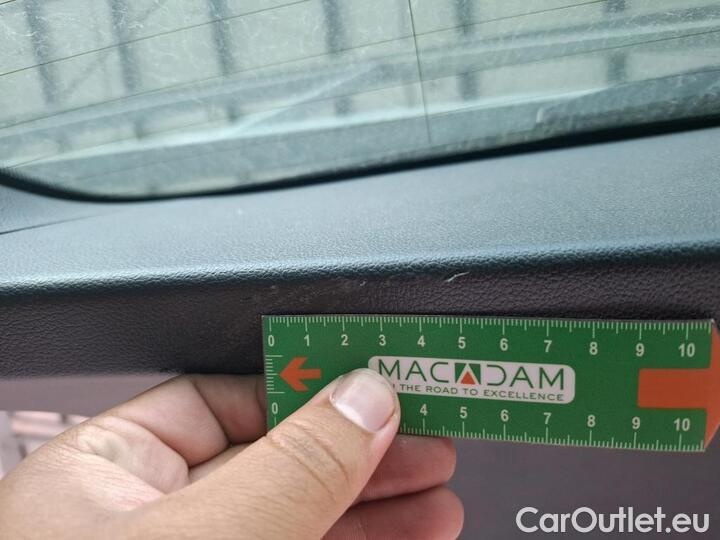 0 1 2 3 4 5 6 7 8 9 10
MACADAM
THE ROAD TO EXCELLENCE
0 4 5 6 7 8 9 10
CarOutlet.eu